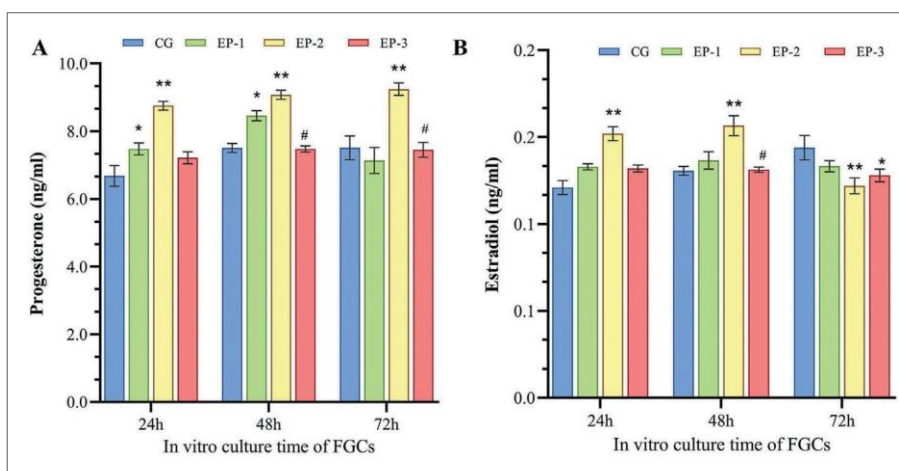 A
CG EP-1 EP-2 EP-3
Progesterone (ng/ml)
10.0
8.0
6.0
4.0
2.0
0.0
* ** * ** # ** #
24h 48h 72h
In vitro culture time of FGCs
B
CG EP-1 EP-2 EP-3
Estradiol (ng/ml)
0.2
0.2
0.1
0.1
0.0
** ** # ** *
24h 48h 72h
In vitro culture time of FGCs